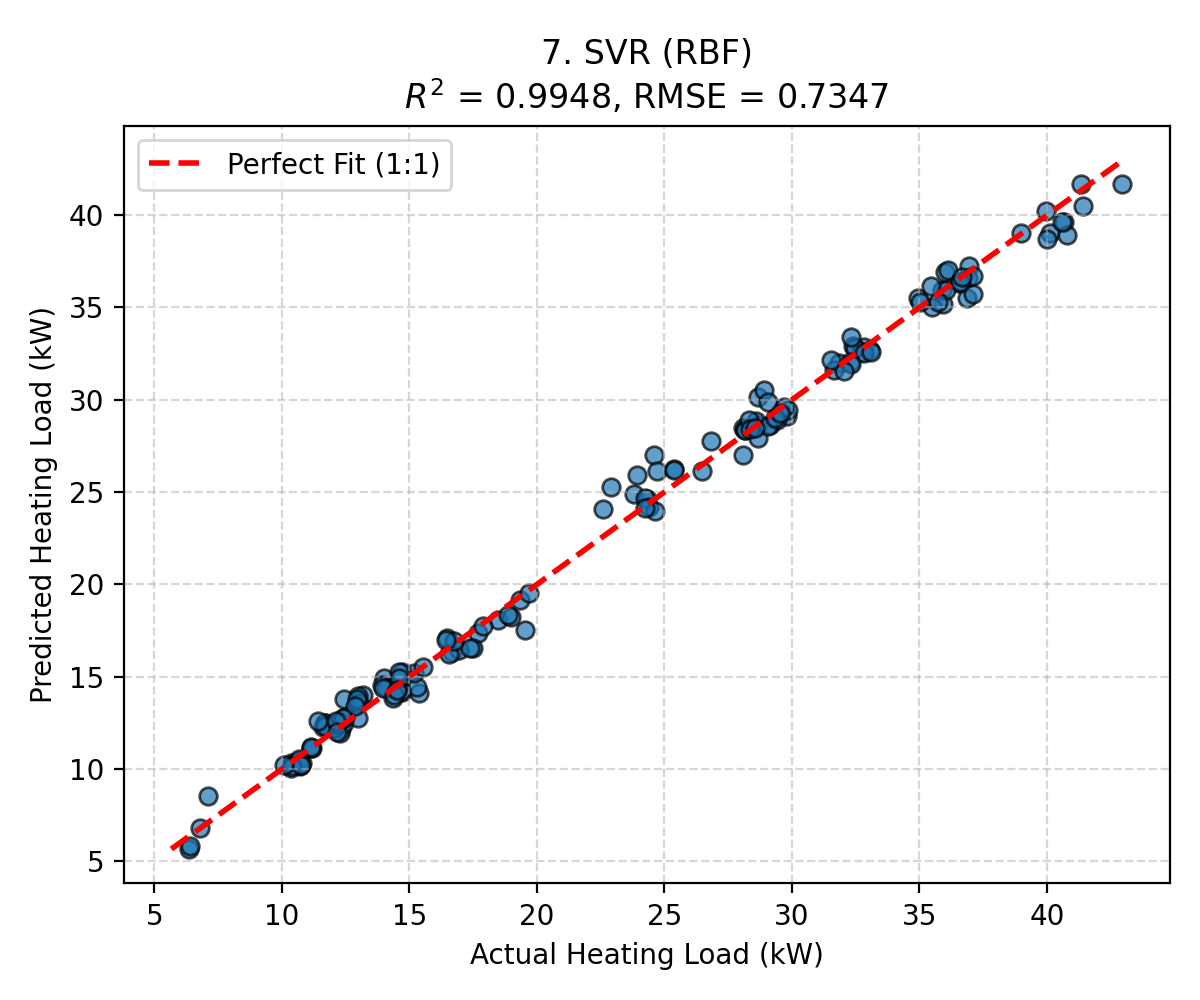 7. SVR (RBF)
R² = 0.9948, RMSE = 0.7347
Perfect Fit (1:1)
Predicted Heating Load (kW)
40
35
30
25
20
15
10
5
5 10 15 20 25 30 35 40
Actual Heating Load (kW)